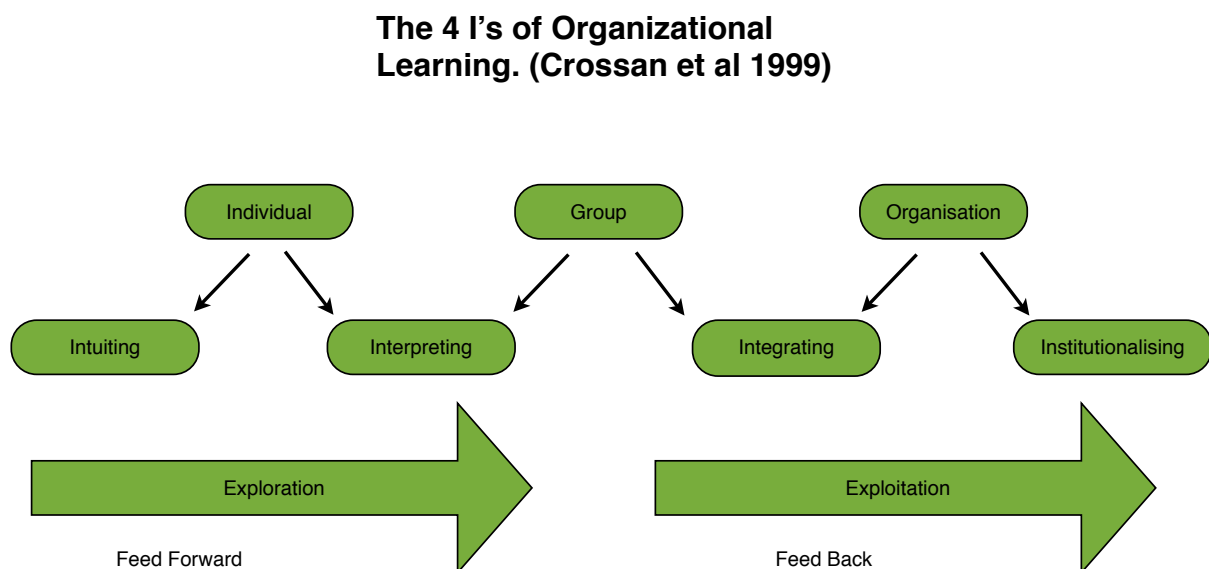 The 4 I's of Organizational
Learning. (Crossan et al 1999)
Individual
Group
Organisation
Intuiting
Interpreting
Integrating
Institutionalising
Exploration
Exploitation
Feed Forward
Feed Back